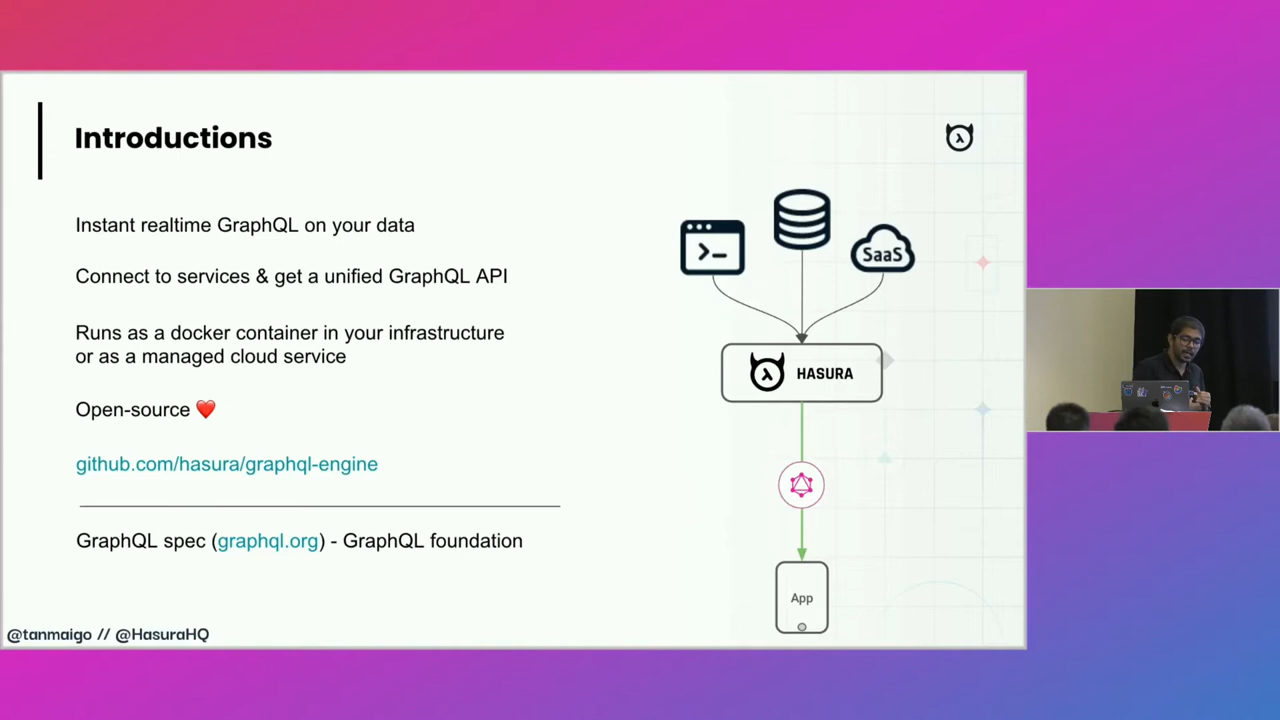 Introductions
Instant realtime GraphQL on your data
Connect to services & get a unified GraphQL API
Runs as a docker container in your infrastructure
or as a managed cloud service
Open-source ❤️
github.com/hasura/graphql-engine
GraphQL spec (graphql.org) - GraphQL foundation
@tanmaigo // @HasuraHQ
SaaS
HASURA
App